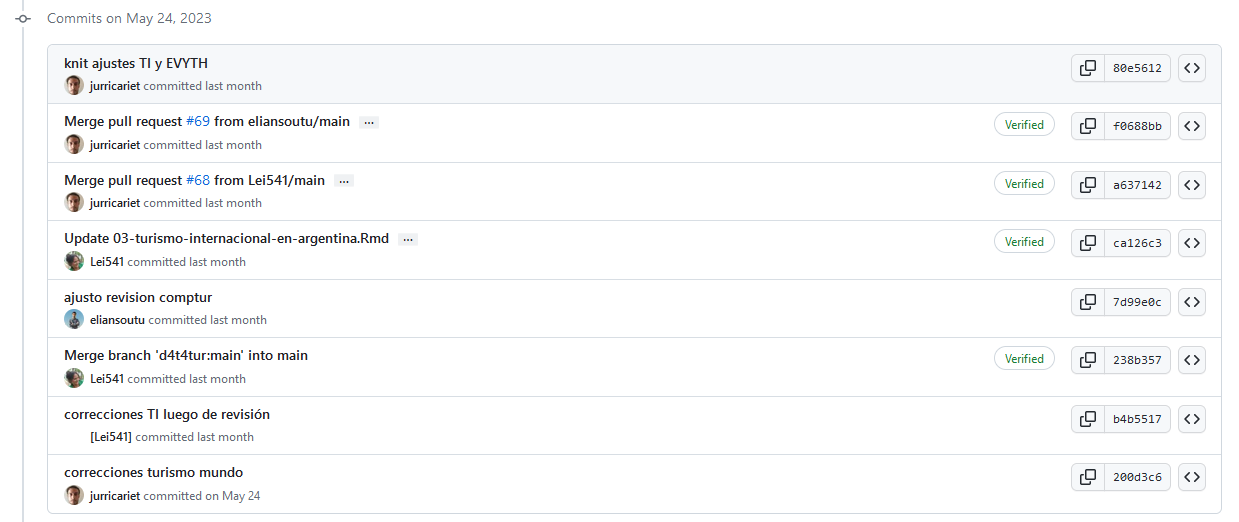 Commits on May 24, 2023
knit ajustes TI y EVYTH
jurricariet committed last month
80e5612
Merge pull request #69 from eliansoutu/main ...
jurricariet committed last month
Verified
f0688bb
Merge pull request #68 from Lei541/main ...
jurricariet committed last month
Verified
a637142
Update 03-turismo-internacional-en-argentina.Rmd ...
Lei541 committed last month
Verified
ca126c3
ajusto revision comptur
eliansoutu committed last month
7d99e0c
Merge branch 'd4t4tur:main' into main
Lei541 committed last month
Verified
238b357
correcciones TI luego de revisión
[Lei541] committed last month
b4b5517
correcciones turismo mundo
jurricariet committed on May 24
200d3c6